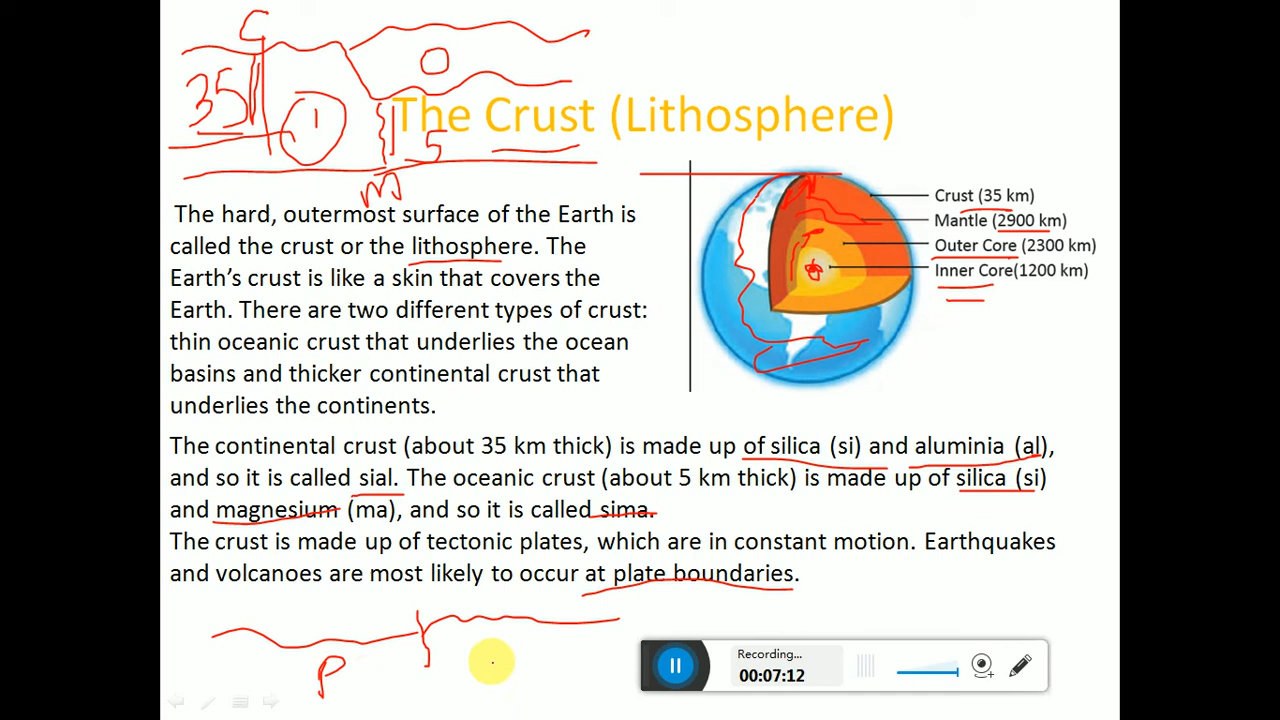 C
35
1
O
5
M
The Crust (Lithosphere)
Crust (35 km)
Mantle (2900 km)
Outer Core (2300 km)
Inner Core(1200 km)
The hard, outermost surface of the Earth is
called the crust or the lithosphere. The
Earth's crust is like a skin that covers the
Earth. There are two different types of crust:
thin oceanic crust that underlies the ocean
basins and thicker continental crust that
underlies the continents.
The continental crust (about 35 km thick) is made up of silica (si) and aluminia (al),
and so it is called sial. The oceanic crust (about 5 km thick) is made up of silica (si)
and magnesium (ma), and so it is called sima.
The crust is made up of tectonic plates, which are in constant motion. Earthquakes
and volcanoes are most likely to occur at plate boundaries.
P
Recording...
00:07:12